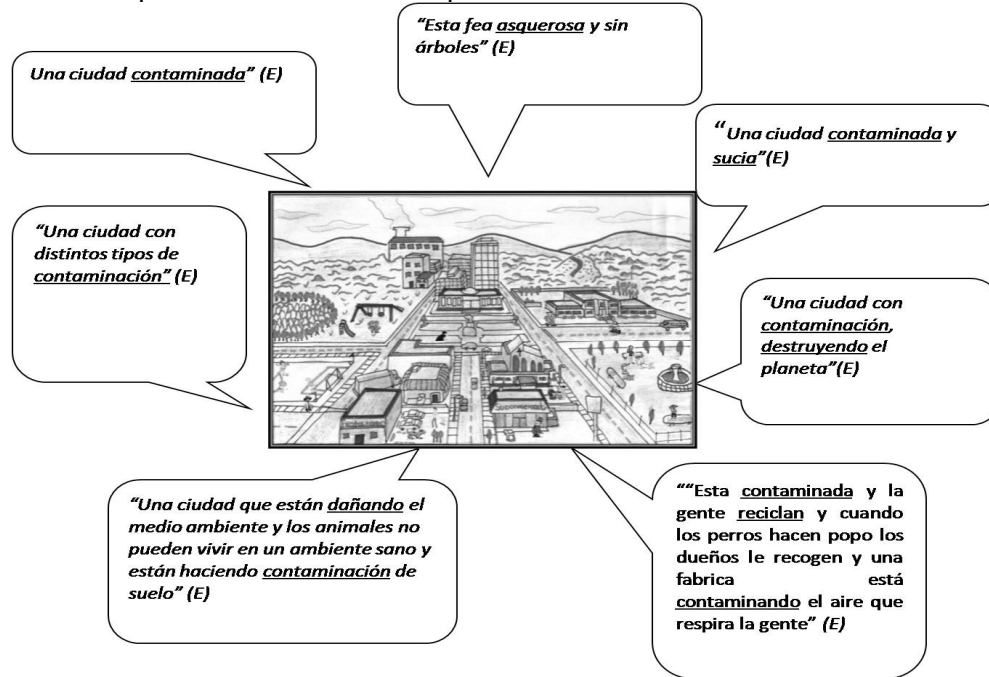 “Esta fea asquerosa y sin
árboles” (E)
Una ciudad contaminada” (E)
“Una ciudad contaminada y
sucia”(E)
“Una ciudad con
distintos tipos de
contaminación” (E)
“Una ciudad con
contaminación,
destruyendo el
planeta”(E)
“Una ciudad que están dañando el
medio ambiente y los animales no
pueden vivir en un ambiente sano y
están haciendo contaminación de
suelo” (E)
““Esta contaminada y la
gente reciclan y cuando
los perros hacen popo los
dueños le recogen y una
fabrica está
contaminando el aire que
respira la gente” (E)